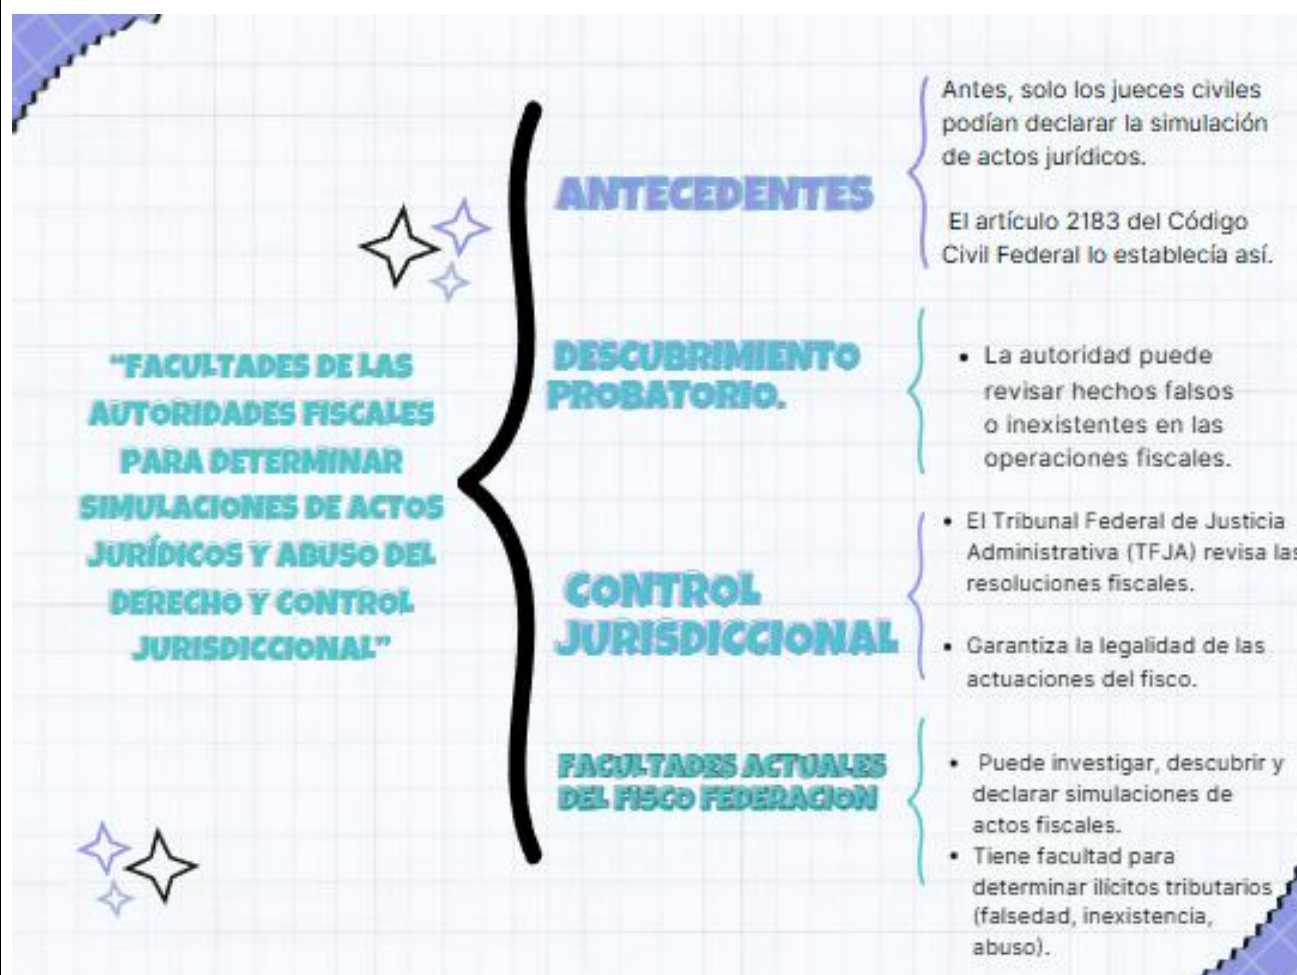 “FACULTADES DE LAS
AUTORIDADES FISCALES
PARA DETERMINAR
SIMULACIONES DE ACTOS
JURÍDICOS Y ABUSO DEL
DERECHO Y CONTROL
JURISDICCIONAL”
ANTECEDENTES
Antes, solo los jueces civiles
podían declarar la simulación
de actos jurídicos.
El artículo 2183 del Código
Civil Federal lo establecía así.
DESCUBRIMIENTO
PROBATORIO.
• La autoridad puede
revisar hechos falsos
o inexistentes en las
operaciones fiscales.
CONTROL
JURISDICCIONAL
• El Tribunal Federal de Justicia
Administrativa (TFJA) revisa las
resoluciones fiscales.
• Garantiza la legalidad de las
actuaciones del fisco.
FACULTADES ACTUALES
DEL FISCO FEDERACION
• Puede investigar, descubrir y
declarar simulaciones de
actos fiscales.
• Tiene facultad para
determinar ilícitos tributarios
(falsedad, inexistencia,
abuso).